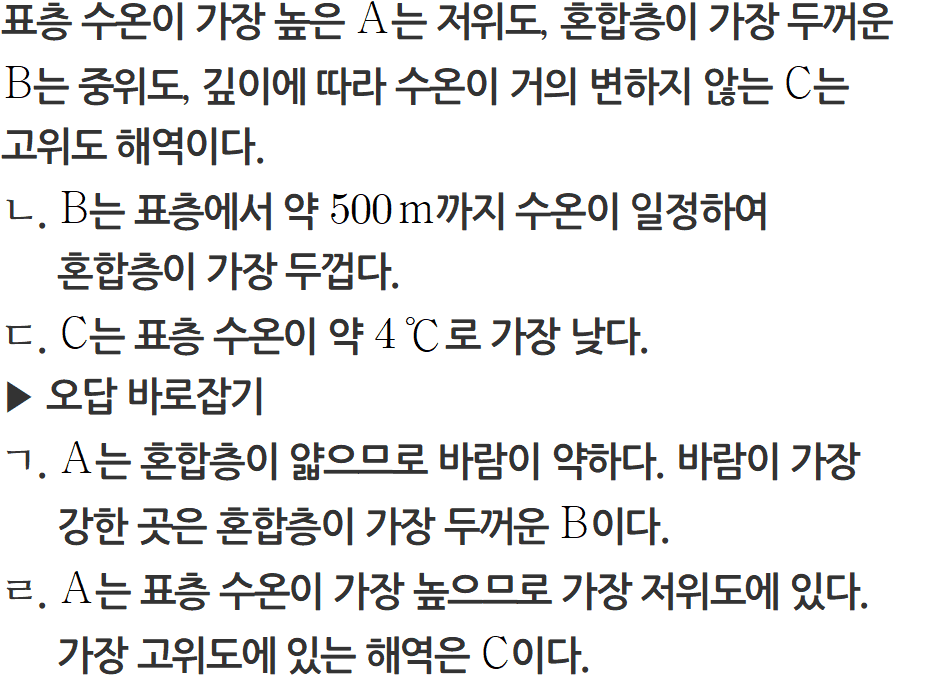 표층 수온이 가장 높은 A는 저위도, 혼합층이 가장 두꺼운
B는 중위도, 깊이에 따라 수온이 거의 변하지 않는 C는
고위도 해역이다.
ㄴ. B는 표층에서 약 500 m까지 수온이 일정하여
혼합층이 가장 두껍다.
ㄷ. C는 표층 수온이 약 4 ℃로 가장 낮다.
▶ 오답 바로잡기
ㄱ. A는 혼합층이 얇으므로 바람이 약하다. 바람이 가장
강한 곳은 혼합층이 가장 두꺼운 B이다.
ㄹ. A는 표층 수온이 가장 높으므로 가장 저위도에 있다.
가장 고위도에 있는 해역은 C이다.